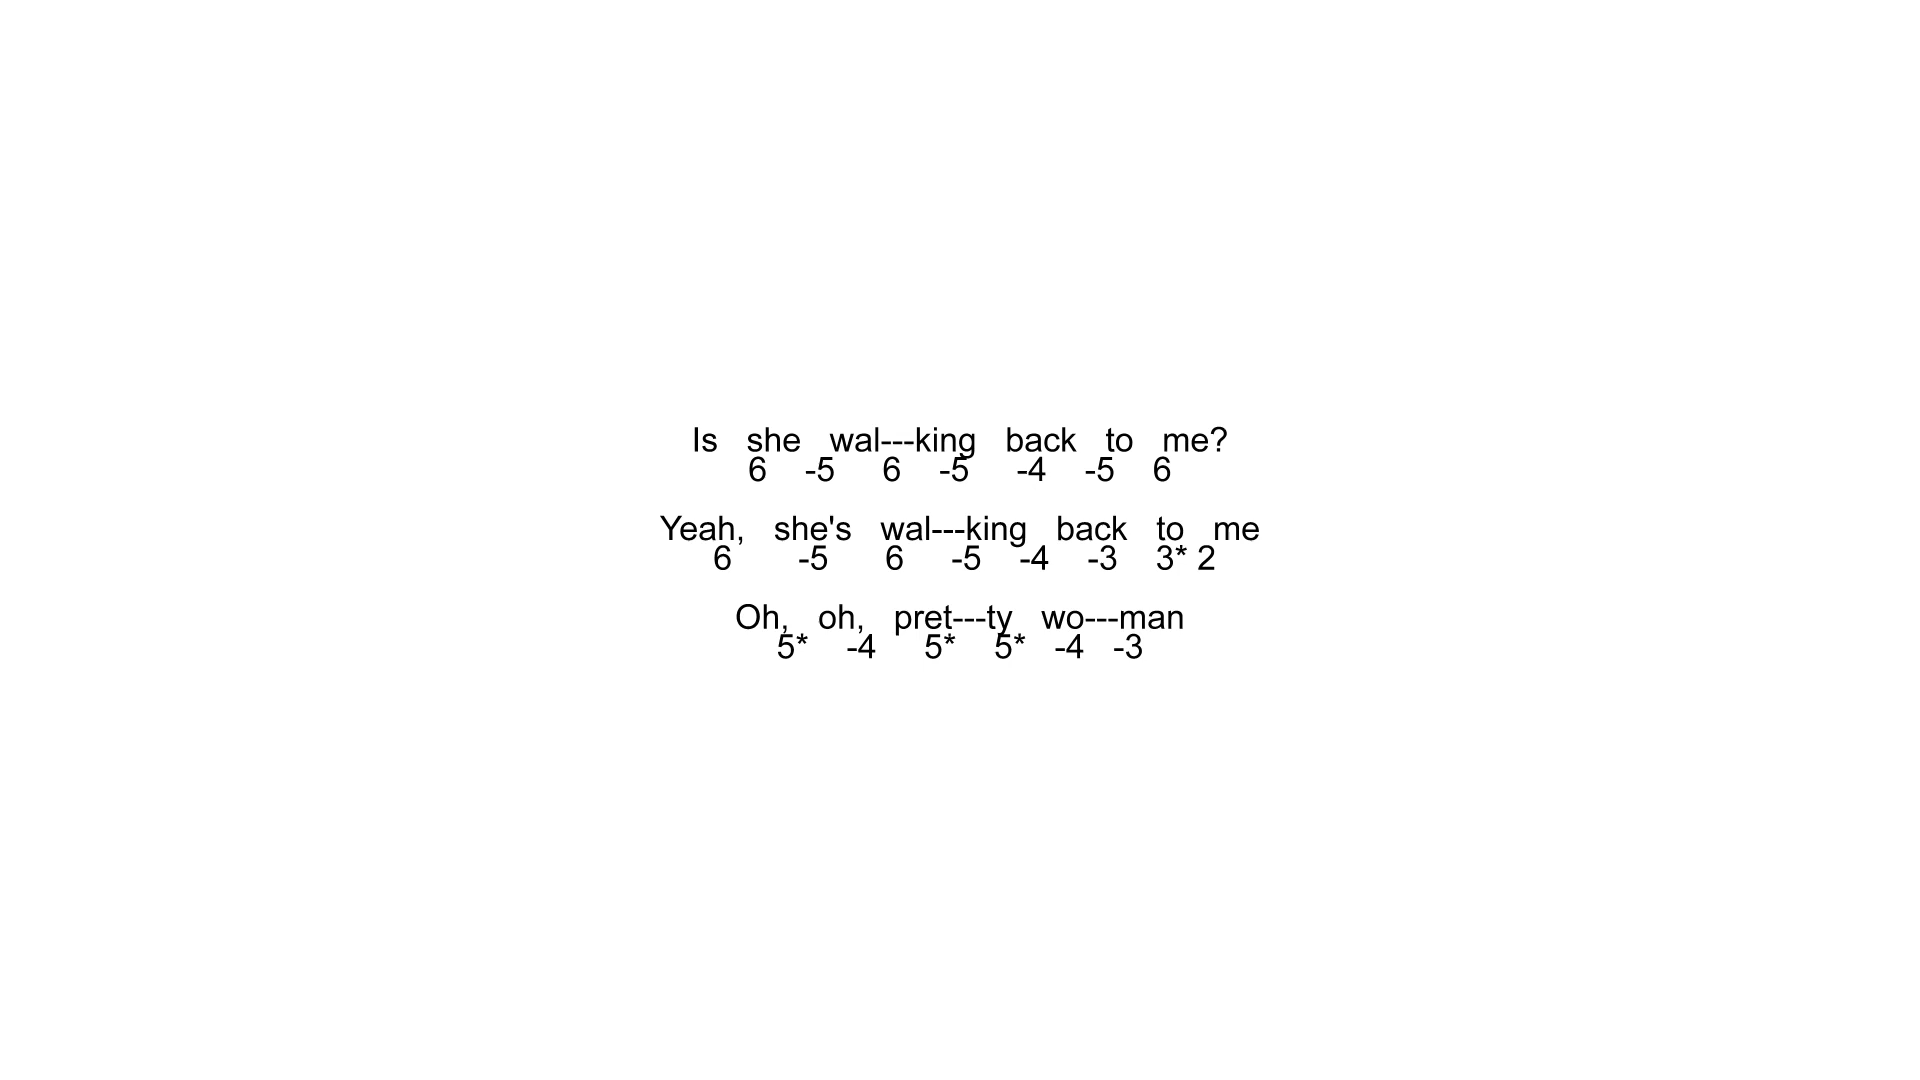 Is she wal---king back to me?
6 -5 6 -5 -4 -5 6
Yeah, she's wal---king back to me
6 -5 6 -5 -4 -3 3* 2
Oh, oh, pret---ty wo---man
5* -4 5* 5* -4 -3